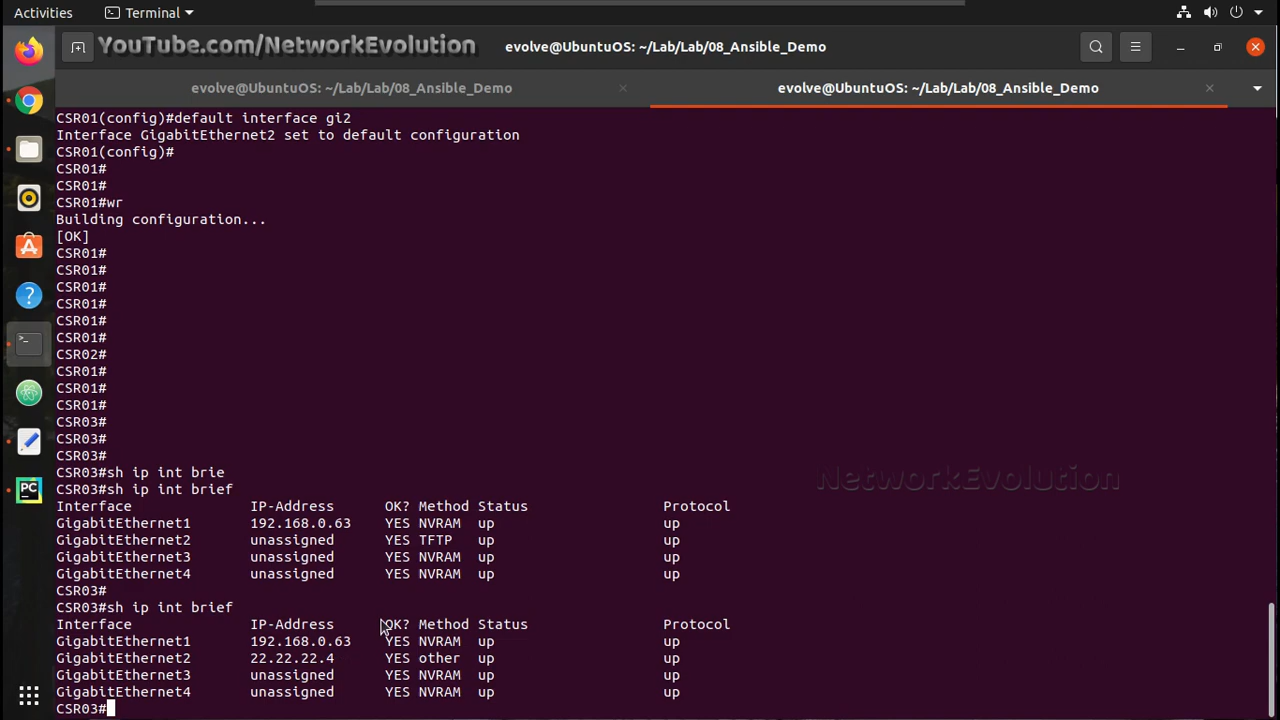 Activities
Terminal
YouTube.com/NetworkEvolution
evolve@UbuntuOS: ~/Lab/Lab/08_Ansible_Demo
evolve@UbuntuOS: ~/Lab/Lab/08_Ansible_Demo
evolve@UbuntuOS: ~/Lab/Lab/08_Ansible_Demo
CSR01(config)#default interface gi2
Interface GigabitEthernet2 set to default configuration
CSR01(config)#
CSR01#
CSR01#
CSR01#wr
Building configuration...
[OK]
CSR01#
CSR01#
CSR01#
CSR01#
CSR01#
CSR01#
CSR02#
CSR01#
CSR01#
CSR01#
CSR03#
CSR03#
CSR03#
CSR03#sh ip int brie
CSR03#sh ip int brief
Interface IP-Address OK? Method Status Protocol
GigabitEthernet1 192.168.0.63 YES NVRAM up up
GigabitEthernet2 unassigned YES TFTP up up
GigabitEthernet3 unassigned YES NVRAM up up
GigabitEthernet4 unassigned YES NVRAM up up
CSR03#
CSR03#sh ip int brief
Interface IP-Address OK? Method Status Protocol
GigabitEthernet1 192.168.0.63 YES NVRAM up up
GigabitEthernet2 22.22.22.4 YES other up up
GigabitEthernet3 unassigned YES NVRAM up up
GigabitEthernet4 unassigned YES NVRAM up up
CSR03#
NetworkEvolution
PC